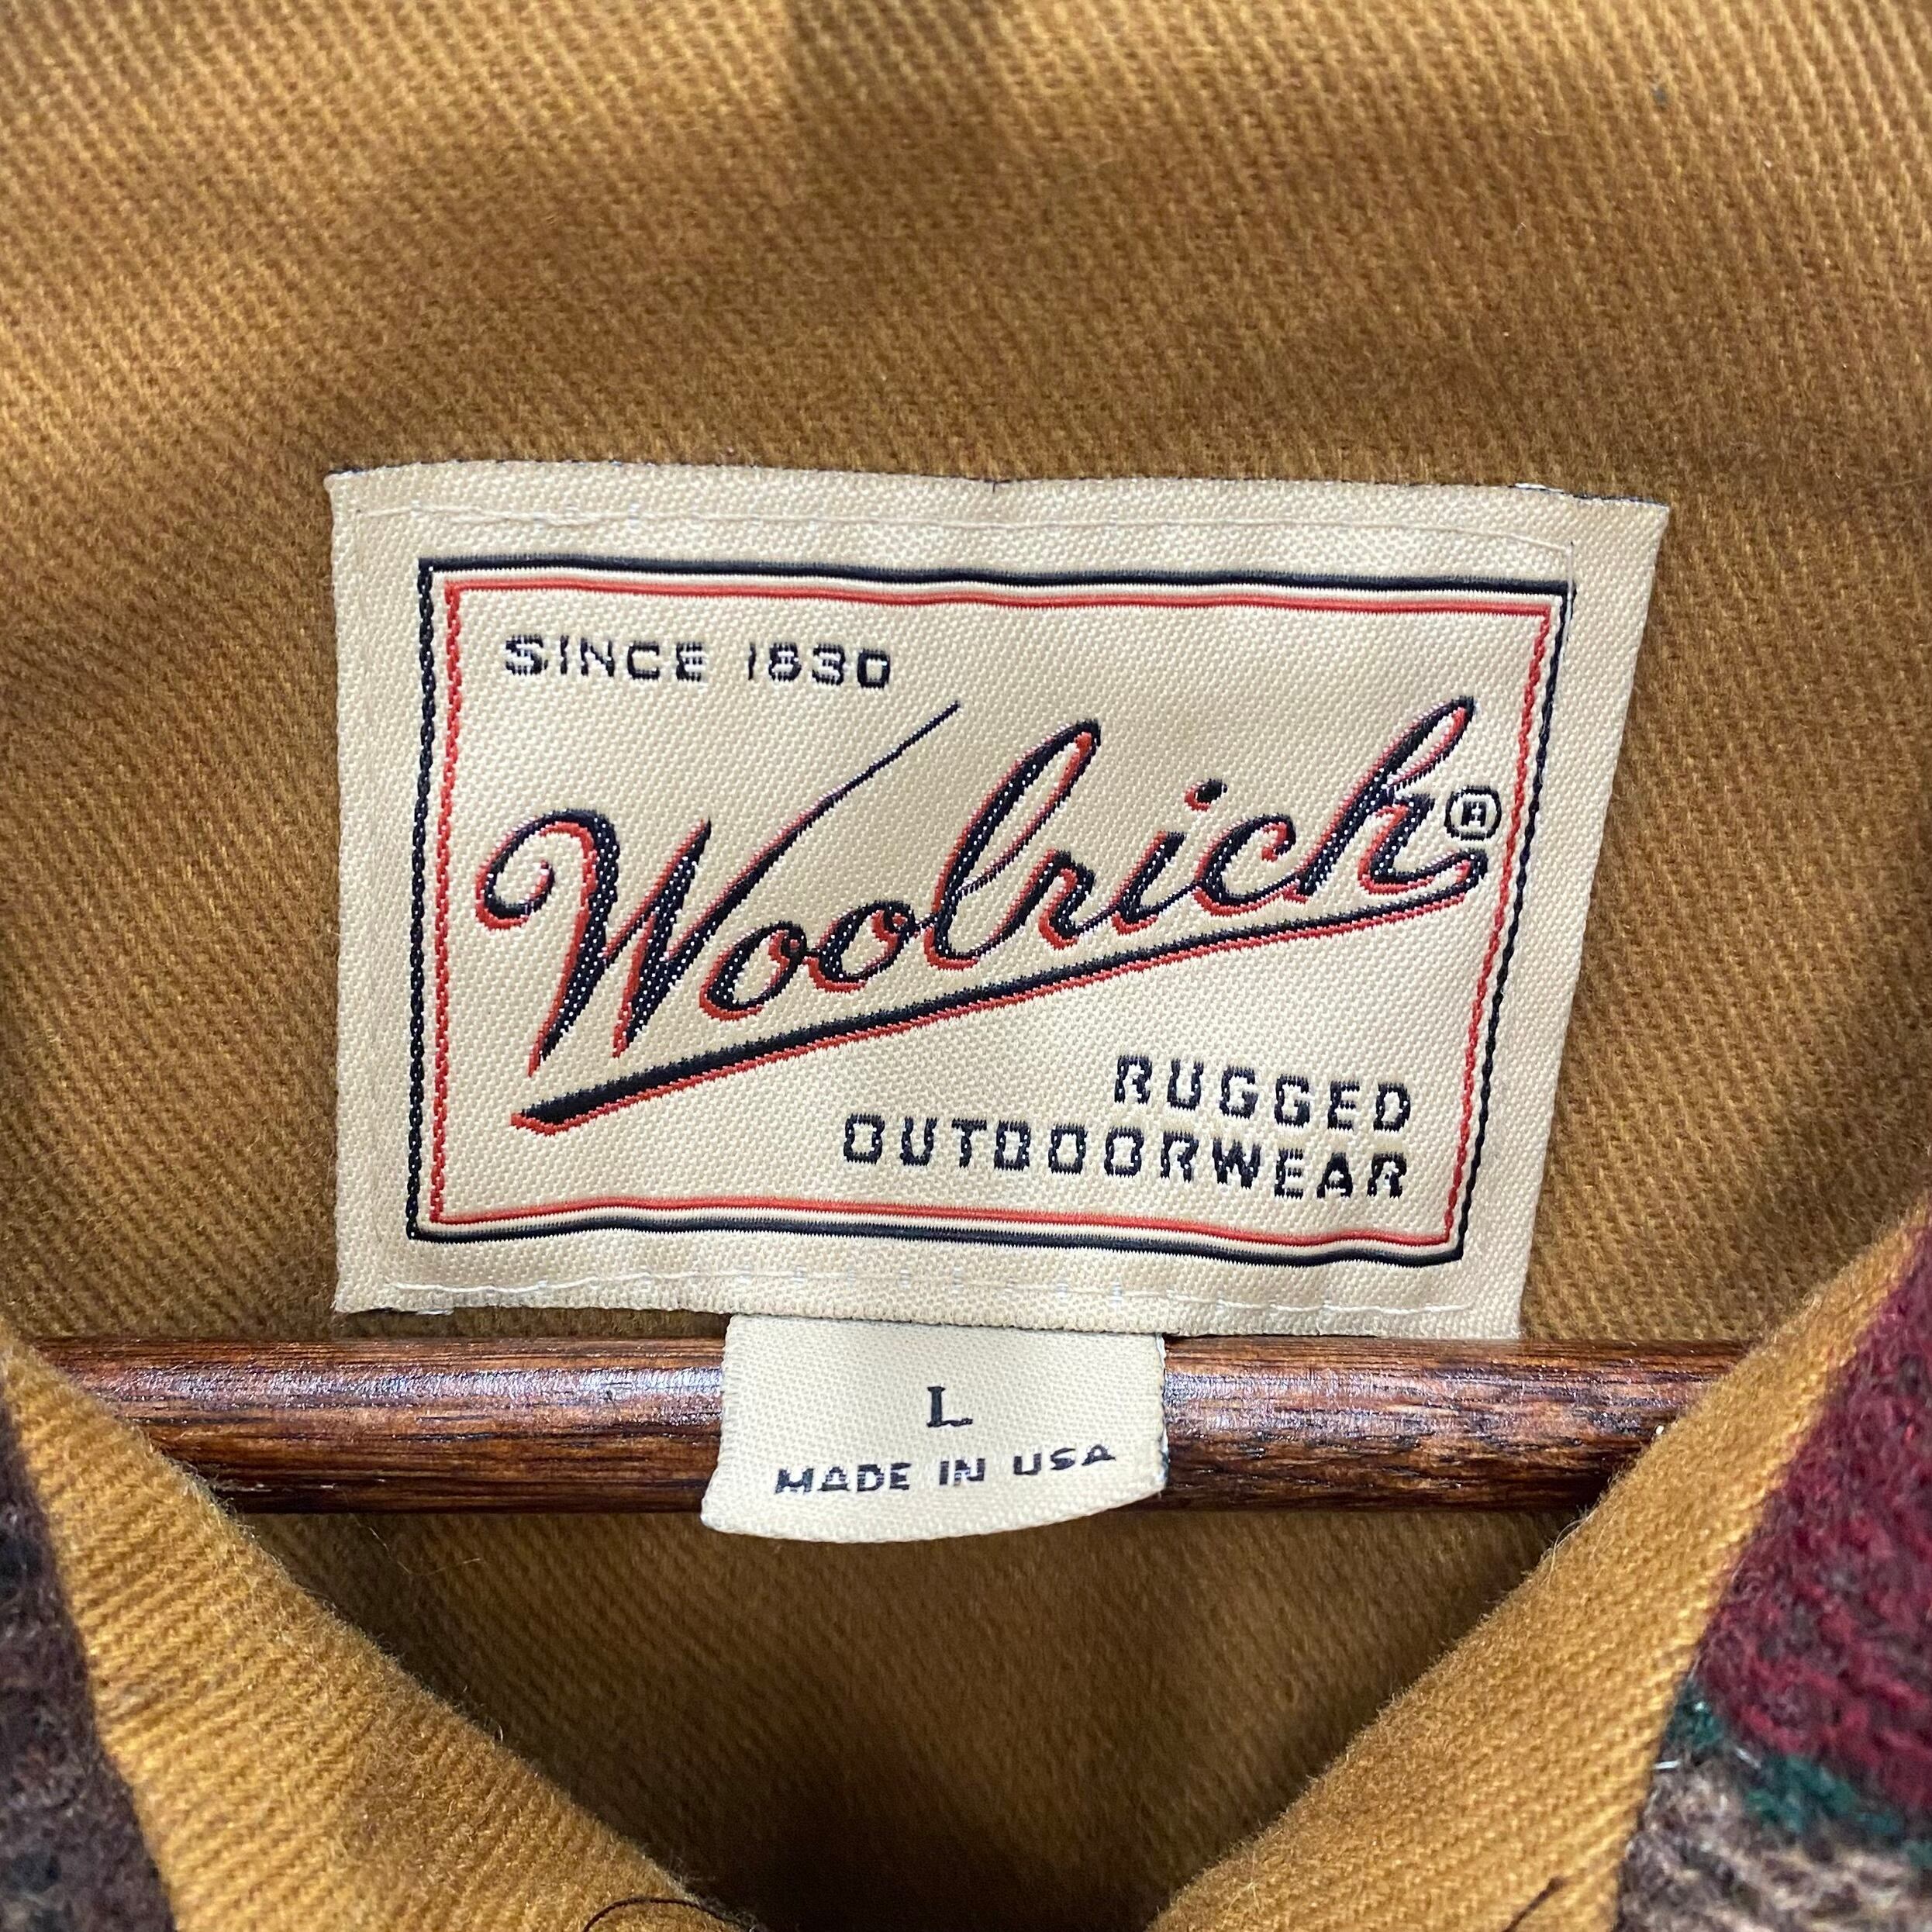 SINCE 1830
Woolrich®
RUGGED
OUTDOORWEAR
L
MADE IN USA